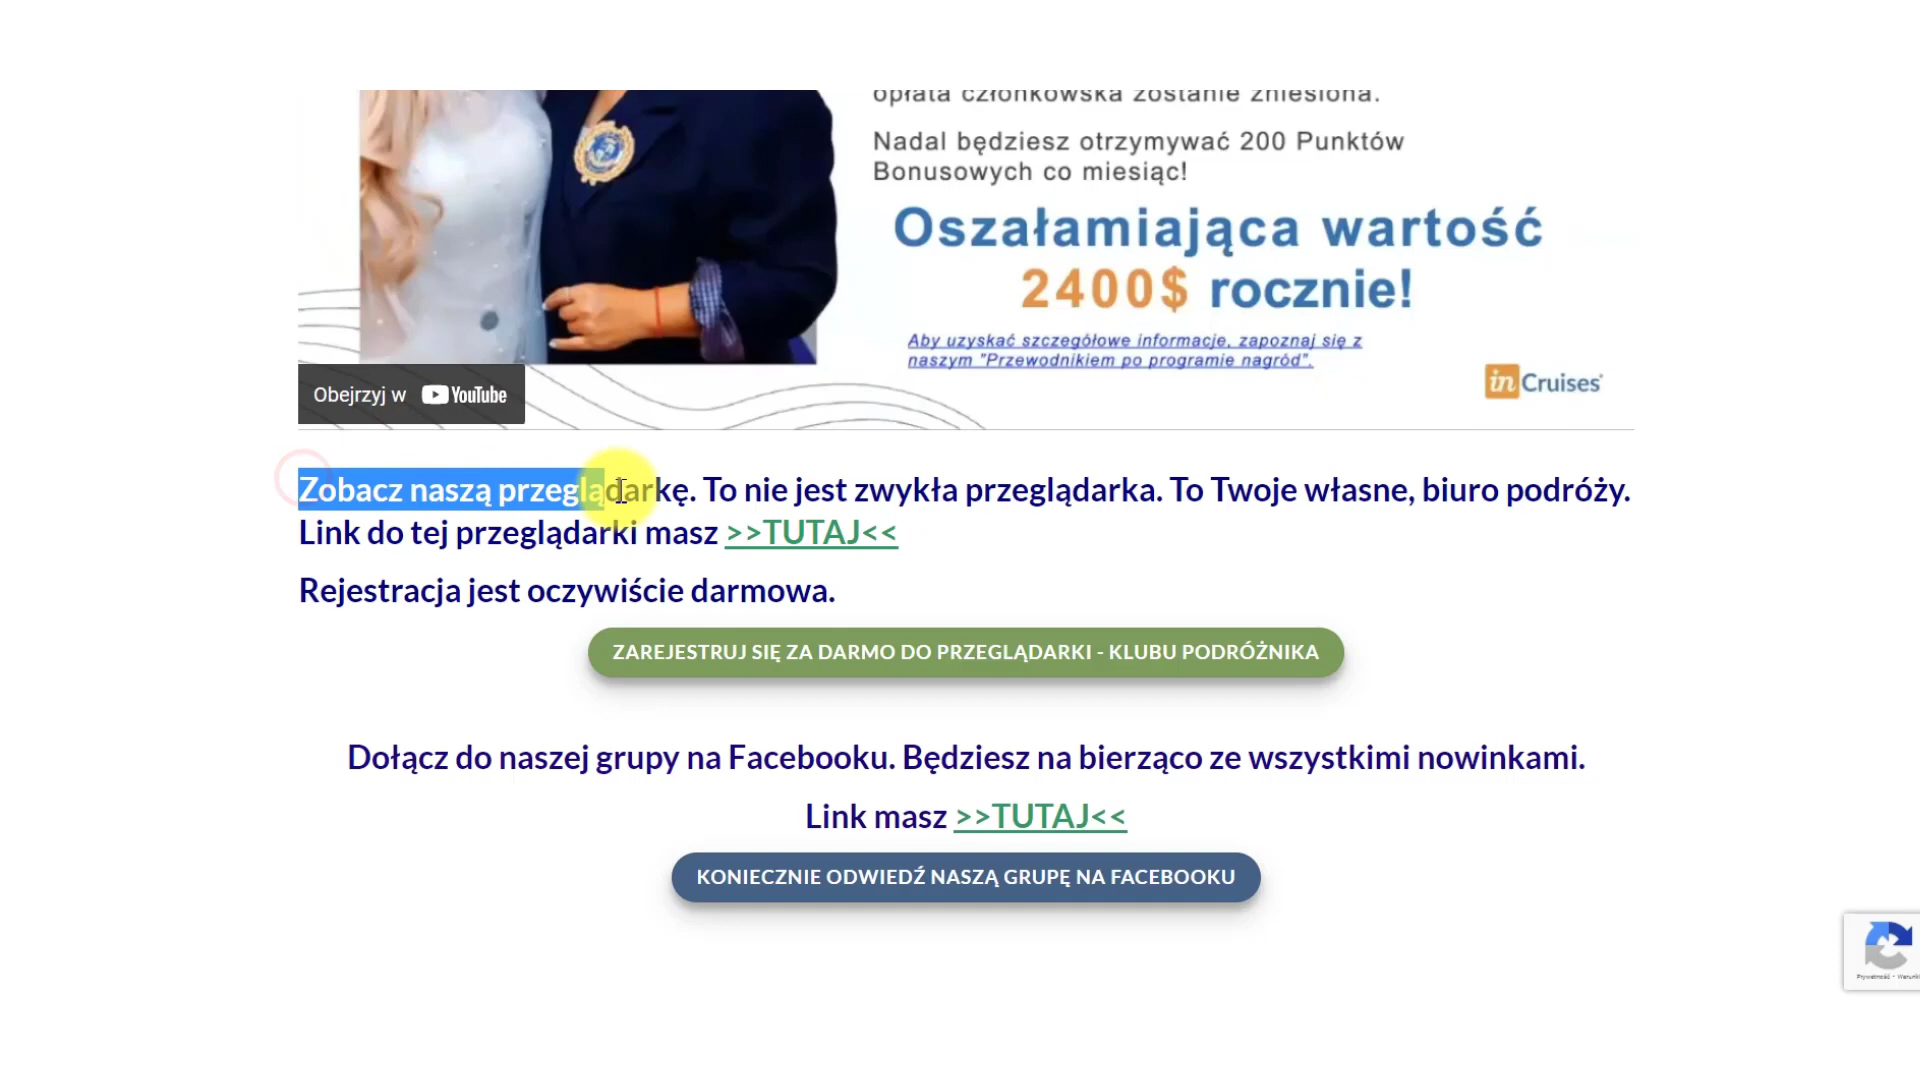 opłata członkowska zostanie zniesiona.
Nadal będziesz otrzymywać 200 Punktów
Bonusowych co miesiąc!
Oszałamiająca wartość
2400$ rocznie!
Aby uzyskać szczegółowe informacje, zapoznaj się z
naszym "Przewodnikiem po programie nagród".
inCruises
Obejrzyj w YouTube
Zobacz naszą przeglądarkę. To nie jest zwykła przeglądarka. To Twoje własne, biuro podróży.
Link do tej przeglądarki masz >>TUTAJ<<
Rejestracja jest oczywiście darmowa.
ZAREJESTRUJ SIĘ ZA DARMO DO PRZEGLĄDARKI - KLUBU PODRÓŻNIKA
Dołącz do naszej grupy na Facebooku. Będziesz na bierząco ze wszystkimi nowinkami.
Link masz >>TUTAJ<<
KONIECZNIE ODWIEDŹ NASZĄ GRUPĘ NA FACEBOOKU
Prywatność -